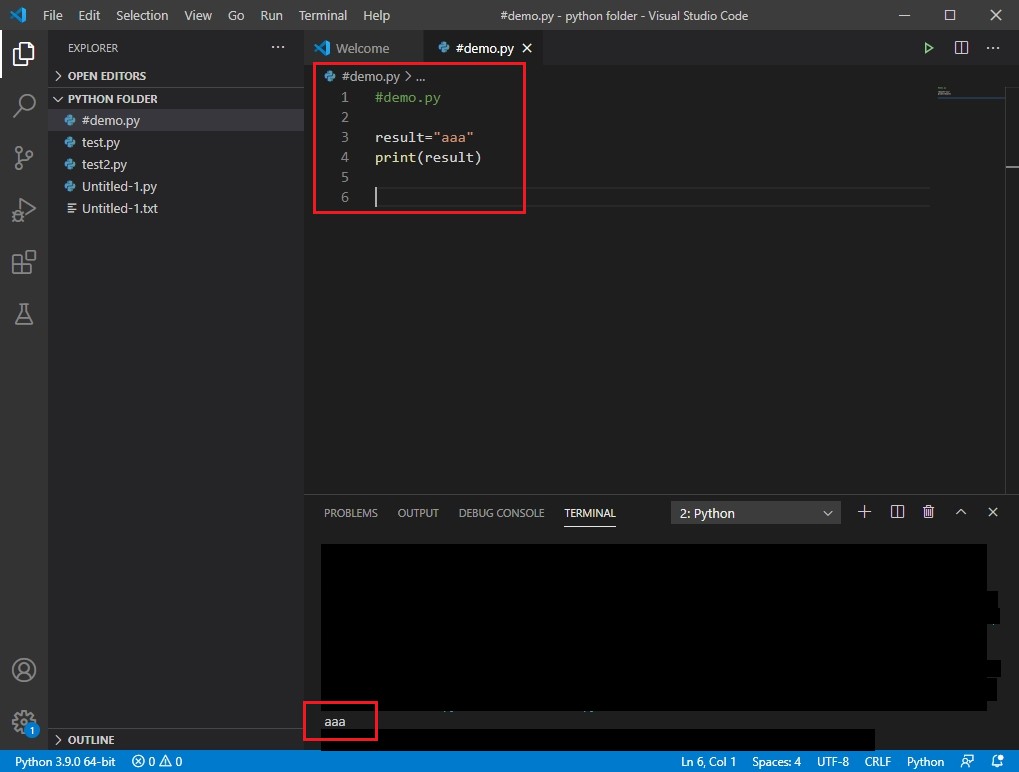 File Edit Selection View Go Run Terminal Help #demo.py - python folder - Visual Studio Code
EXPLORER ...
OPEN EDITORS
PYTHON FOLDER
#demo.py
test.py
test2.py
Untitled-1.py
Untitled-1.txt
OUTLINE
Welcome #demo.py
#demo.py > ...
1 #demo.py
2
3 result="aaa"
4 print(result)
5
6
PROBLEMS OUTPUT DEBUG CONSOLE TERMINAL 2: Python
aaa
1
Python 3.9.0 64-bit 0 0 Ln 6, Col 1 Spaces: 4 UTF-8 CRLF Python